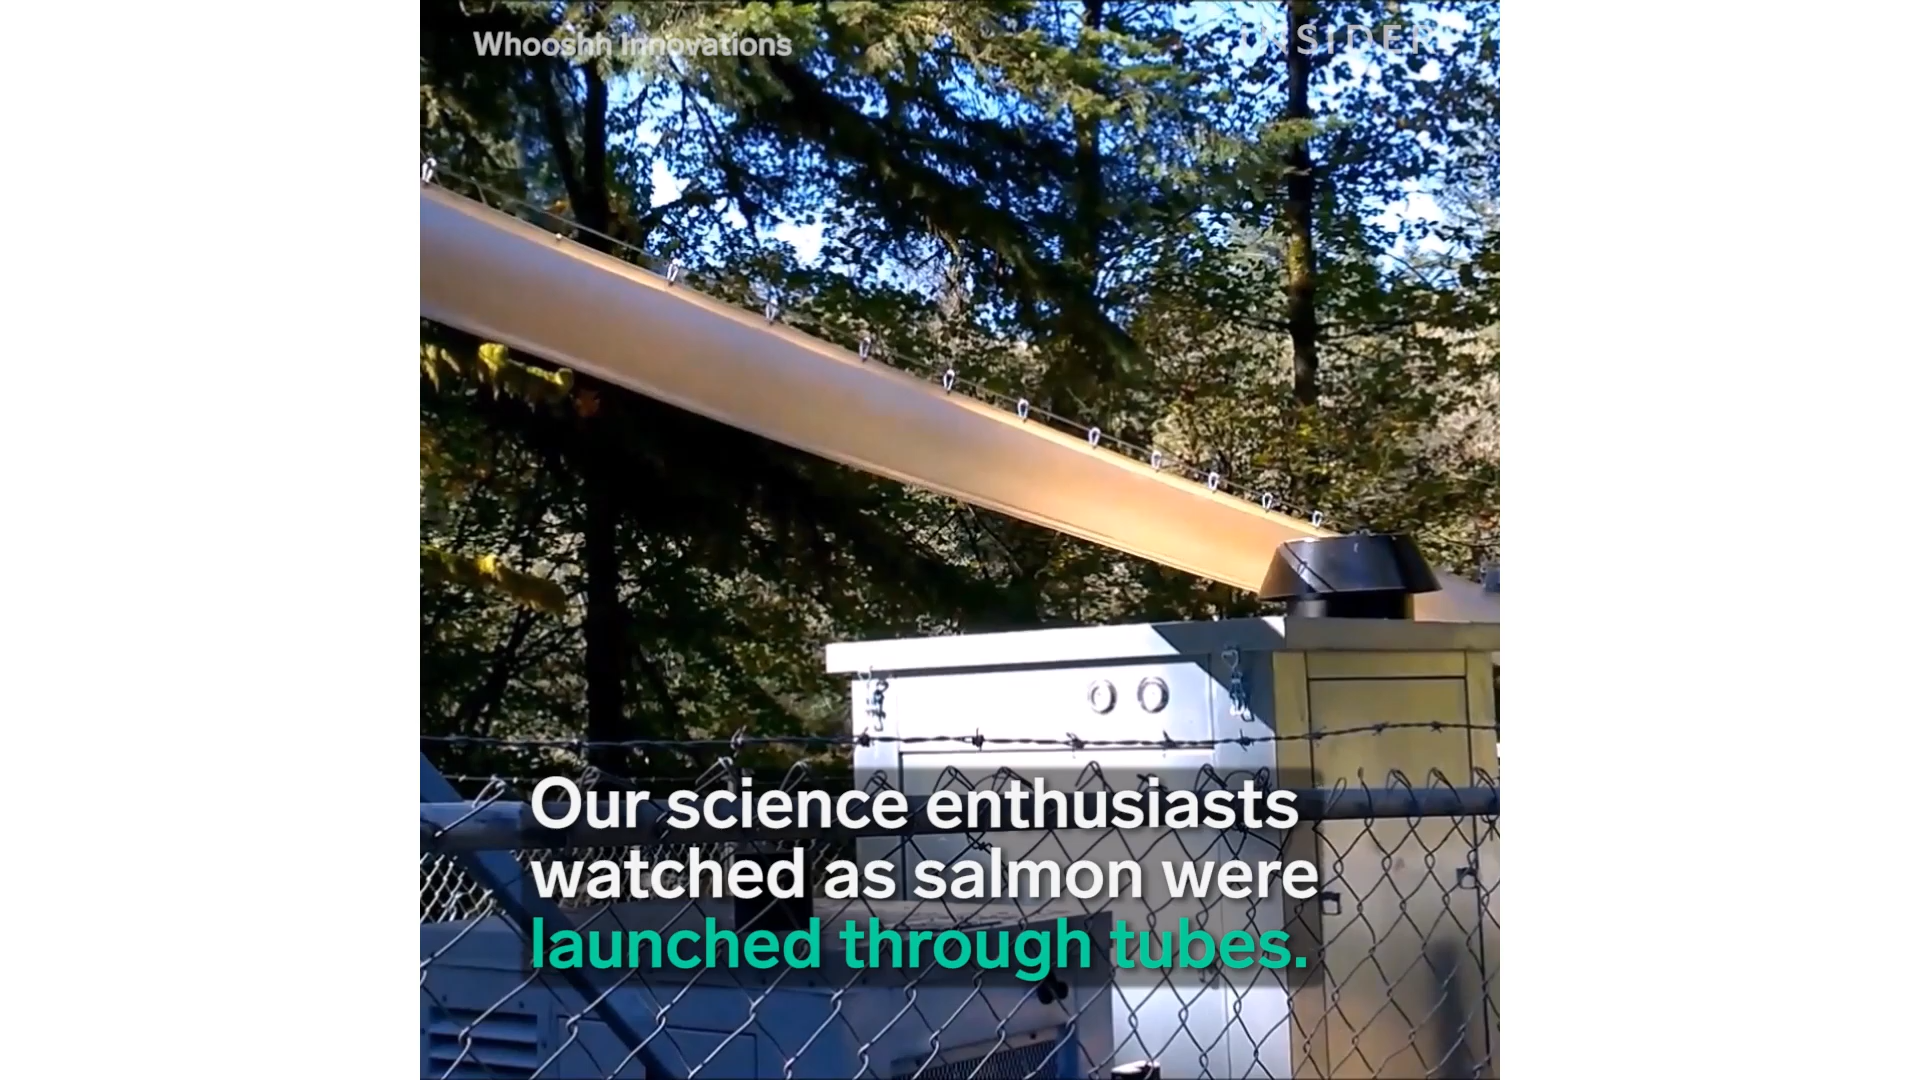 Whooshh Innovations
INSIDER
Our science enthusiasts
watched as salmon were
launched through tubes.